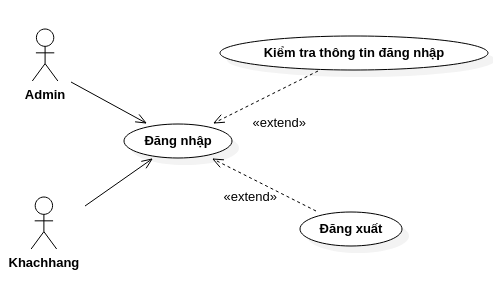 Kiểm tra thông tin đăng nhập
Admin
«extend»
Đăng nhập
«extend»
Đăng xuất
Khachhang